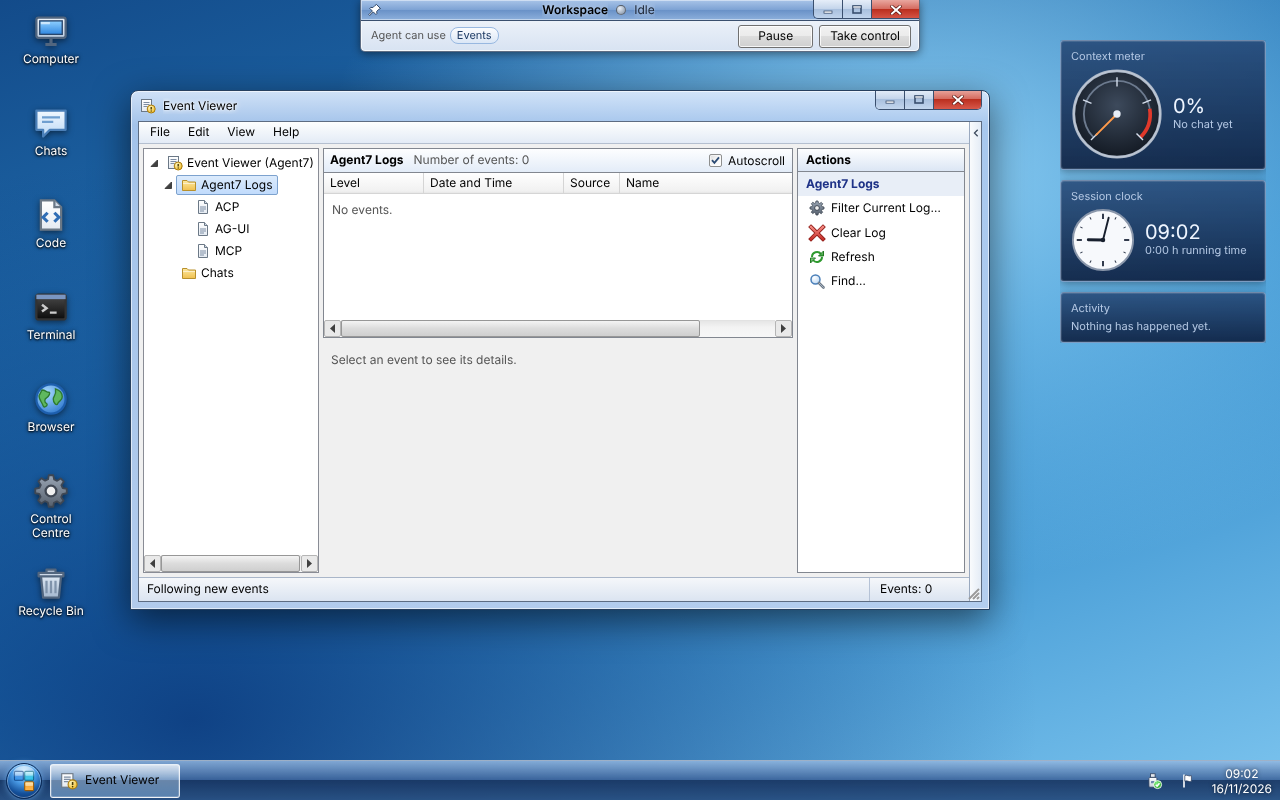 Workspace Idle
Agent can use Events
Pause
Take control
Computer
Chats
Code
Terminal
Browser
Control
Centre
Recycle Bin
Event Viewer
File Edit View Help
Event Viewer (Agent7)
Agent7 Logs
ACP
AG-UI
MCP
Chats
Agent7 Logs Number of events: 0
Autoscroll
Level Date and Time Source Name
No events.
Select an event to see its details.
Actions
Agent7 Logs
Filter Current Log...
Clear Log
Refresh
Find...
Following new events
Events: 0
Context meter
0%
No chat yet
Session clock
09:02
0:00 h running time
Activity
Nothing has happened yet.
Event Viewer
09:02
16/11/2026